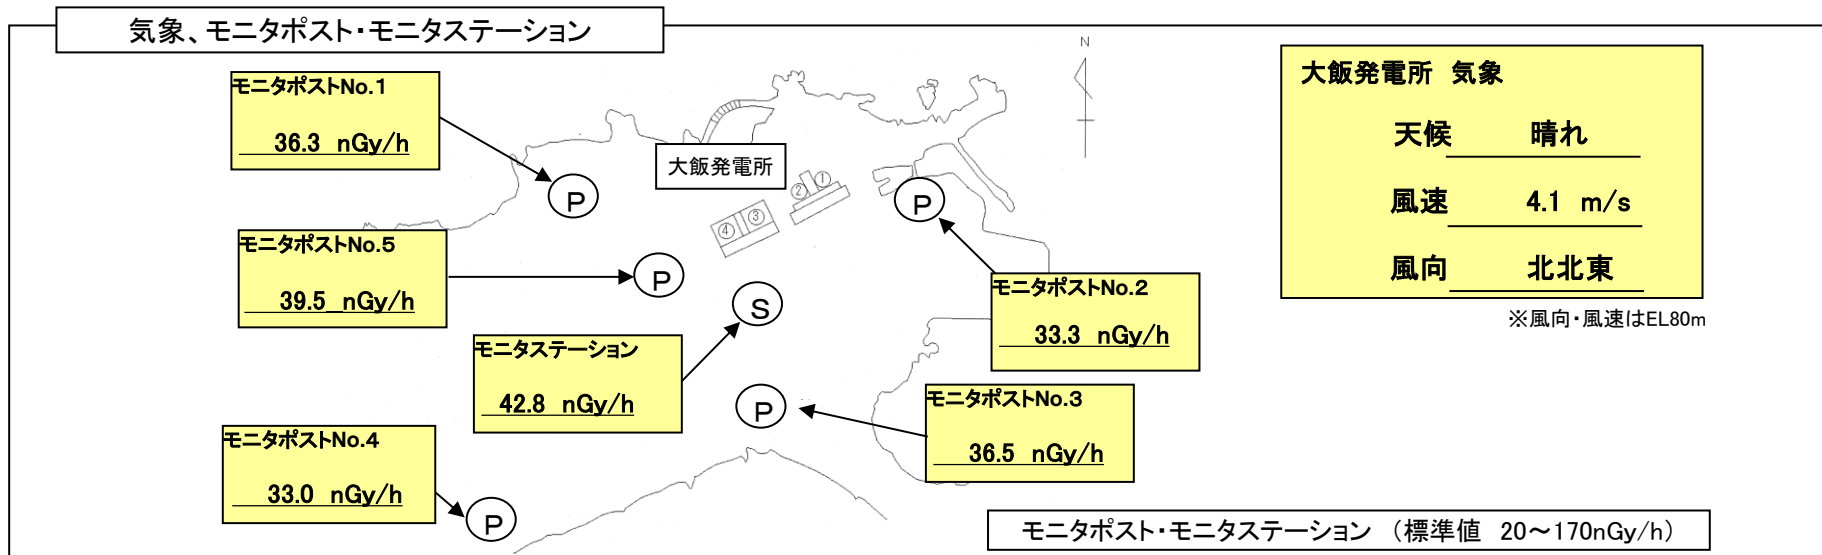 気象、モニタポスト・モニタステーション
N
モニタポストNo.1
36.3 nGy/h
大飯発電所
P
①
②
③
④
P
モニタポストNo.5
39.5 nGy/h
P
S
モニタポストNo.2
33.3 nGy/h
モニタステーション
42.8 nGy/h
P
モニタポストNo.3
36.5 nGy/h
モニタポストNo.4
33.0 nGy/h
P
大飯発電所 気象
天候 晴れ
風速 4.1 m/s
風向 北北東
※風向・風速はEL80m
モニタポスト・モニタステーション (標準値 20～170nGy/h)